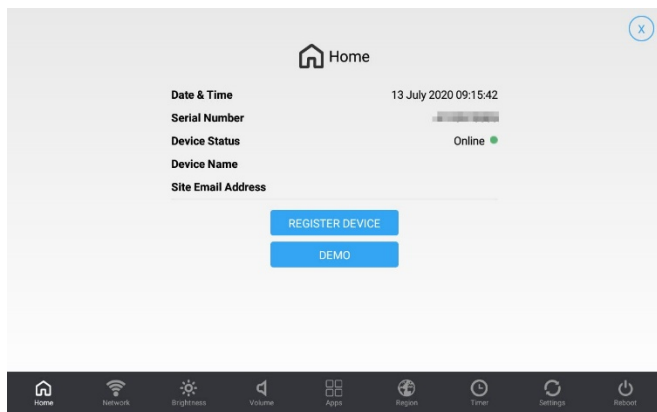 X
Home
Date & Time 13 July 2020 09:15:42
Serial Number
Device Status Online
Device Name
Site Email Address
REGISTER DEVICE
DEMO
Home Network Brightness Volume Apps Region Timer Settings Reboot